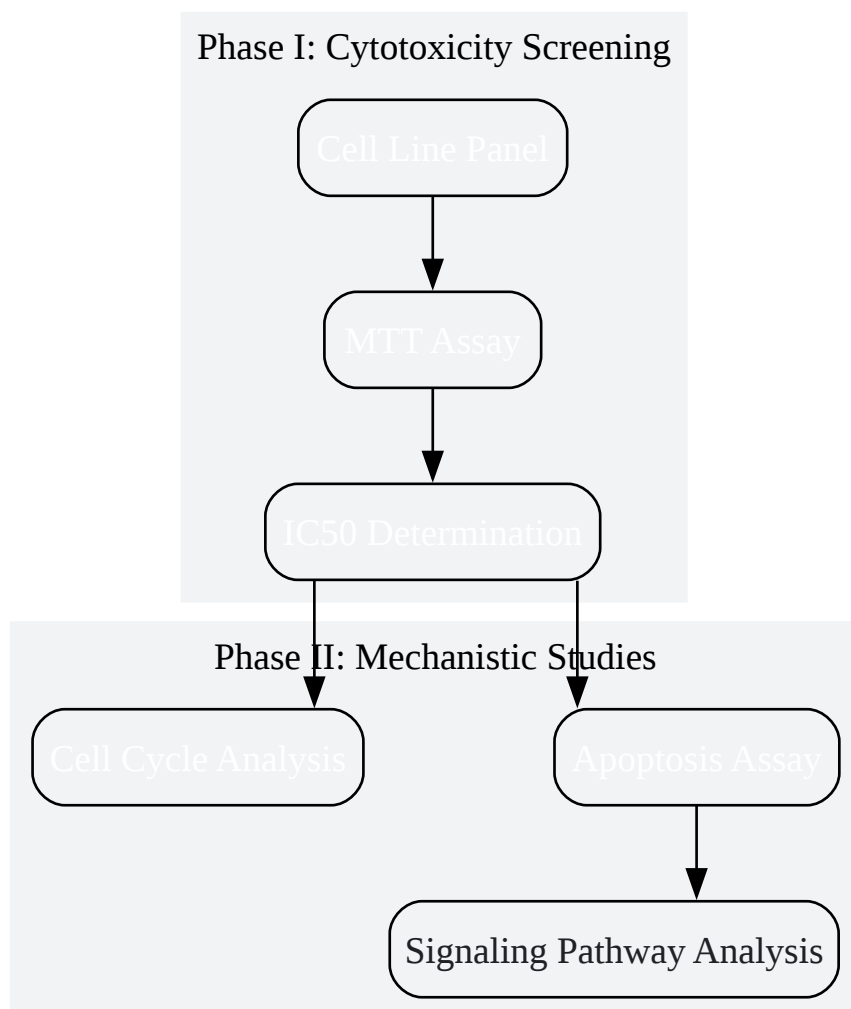 Phase I: Cytotoxicity Screening
Cell Line Panel
MTT Assay
IC50 Determination
Phase II: Mechanistic Studies
Cell Cycle Analysis
Apoptosis Assay
Signaling Pathway Analysis